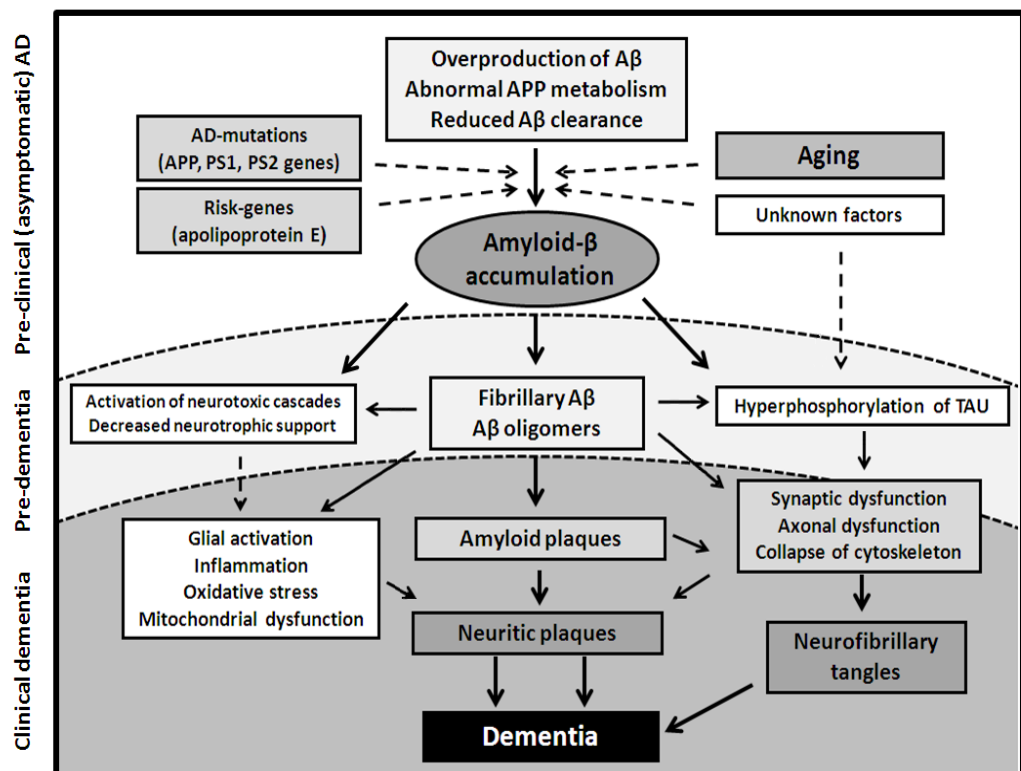 Pre-clinical (asymptomatic) AD
Pre-dementia
Clinical dementia
Overproduction of Aβ
Abnormal APP metabolism
Reduced Aβ clearance
AD-mutations
(APP, PS1, PS2 genes)
Risk-genes
(apolipoprotein E)
Aging
Unknown factors
Amyloid-β
accumulation
Activation of neurotoxic cascades
Decreased neurotrophic support
Fibrillary Aβ
Aβ oligomers
Hyperphosphorylation of TAU
Glial activation
Inflammation
Oxidative stress
Mitochondrial dysfunction
Amyloid plaques
Synaptic dysfunction
Axonal dysfunction
Collapse of cytoskeleton
Neuritic plaques
Neurofibrillary
tangles
Dementia